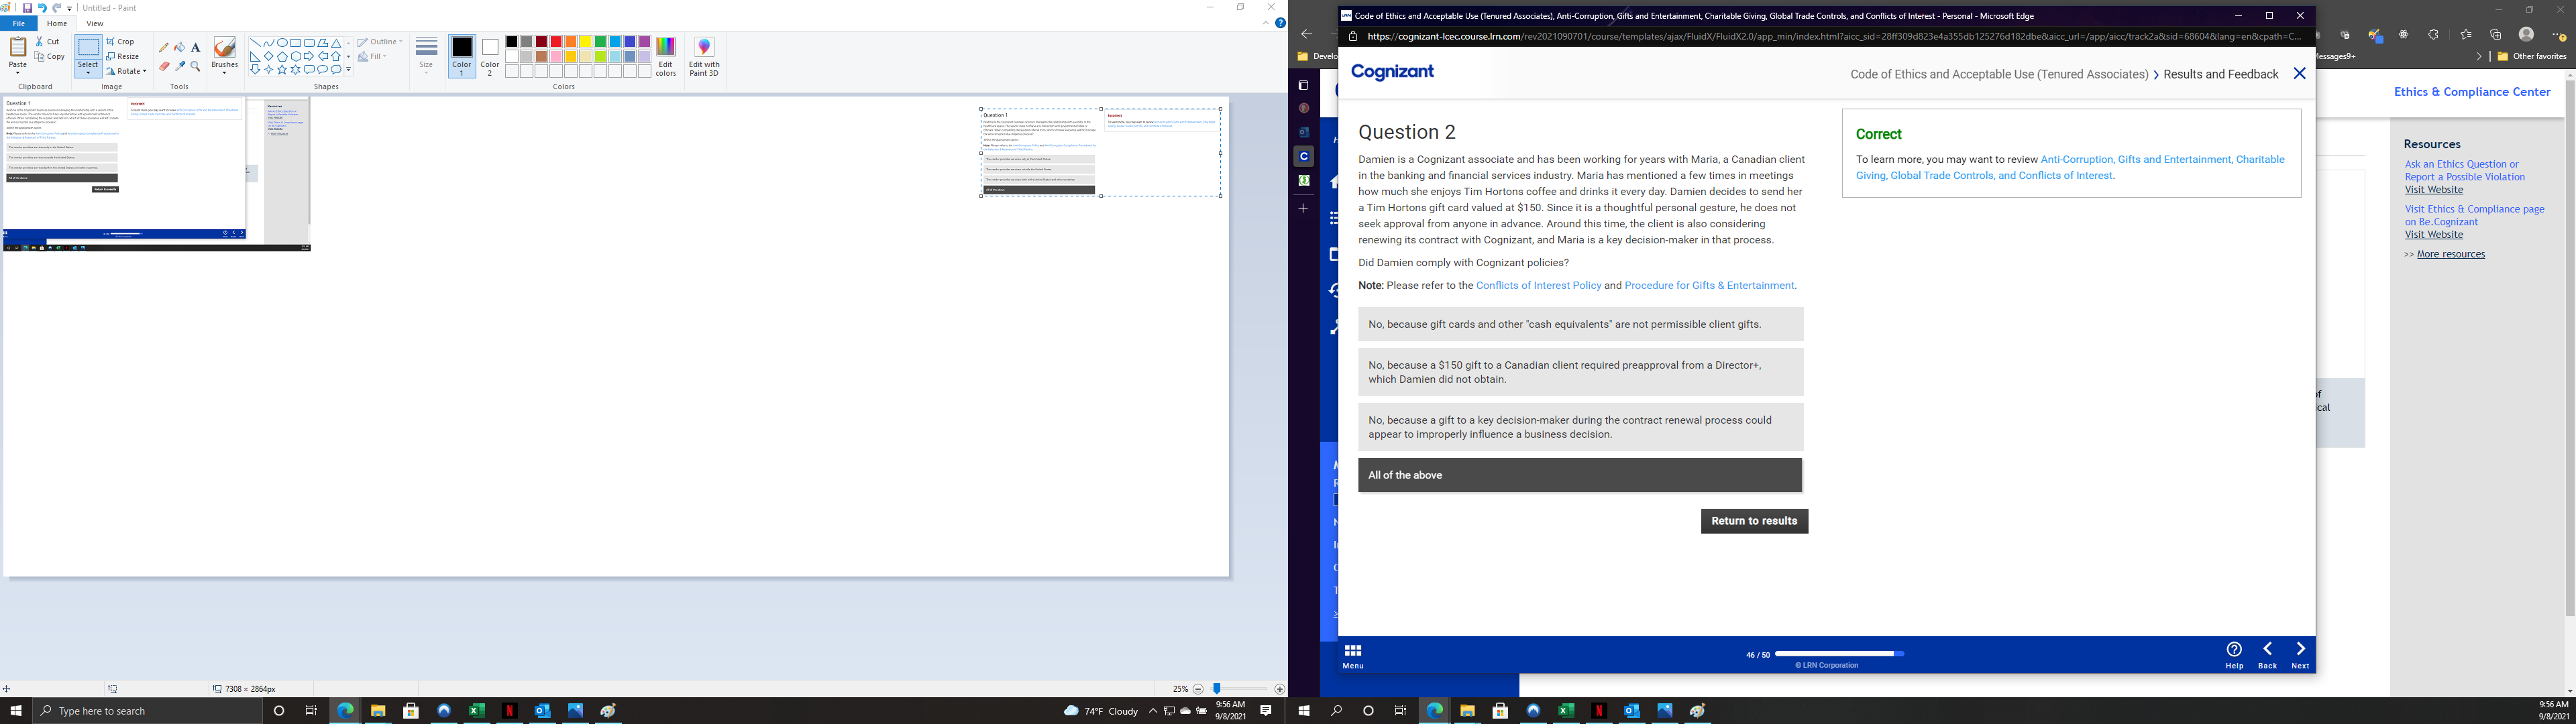 Untitled - Paint
File
Home
View
Paste
Cut
Copy
Clipboard
Select
Crop
Resize
Rotate
Image
Tools
Brushes
Shapes
Outline
Fill
Size
Color 1
Color 2
Edit colors
Edit with Paint 3D
Colors
Question 1
Incorrect
Question 1
Incorrect
All of the above
Return to results
7308 × 2864px
25%
Type here to search
74°F Cloudy
9:56 AM
9/8/2021
Code of Ethics and Acceptable Use (Tenured Associates), Anti-Corruption, Gifts and Entertainment, Charitable Giving, Global Trade Controls, and Conflicts of Interest - Personal - Microsoft Edge
https://cognizant-lcec.course.lrn.com/rev2021090701/course/templates/ajax/FluidX/FluidX2.0/app_min/index.html?aicc_sid=28ff309d823e4a355db125276d182dbe&aicc_url=/app/aicc/track2a&sid=68604&lang=en&cpath=C...
Cognizant
Code of Ethics and Acceptable Use (Tenured Associates) > Results and Feedback
Question 2
Damien is a Cognizant associate and has been working for years with Maria, a Canadian client
in the banking and financial services industry. Maria has mentioned a few times in meetings
how much she enjoys Tim Hortons coffee and drinks it every day. Damien decides to send her
a Tim Hortons gift card valued at $150. Since it is a thoughtful personal gesture, he does not
seek approval from anyone in advance. Around this time, the client is also considering
renewing its contract with Cognizant, and Maria is a key decision-maker in that process.
Did Damien comply with Cognizant policies?
Note: Please refer to the Conflicts of Interest Policy and Procedure for Gifts & Entertainment.
No, because gift cards and other "cash equivalents" are not permissible client gifts.
No, because a $150 gift to a Canadian client required preapproval from a Director+,
which Damien did not obtain.
No, because a gift to a key decision-maker during the contract renewal process could
appear to improperly influence a business decision.
All of the above
Return to results
Correct
To learn more, you may want to review Anti-Corruption, Gifts and Entertainment, Charitable
Giving, Global Trade Controls, and Conflicts of Interest.
Menu
46 / 50
© LRN Corporation
Help
Back
Next
Other favorites
Ethics & Compliance Center
Resources
Ask an Ethics Question or
Report a Possible Violation
Visit Website
Visit Ethics & Compliance page
on Be.Cognizant
Visit Website
>> More resources
9:56 AM
9/8/2021